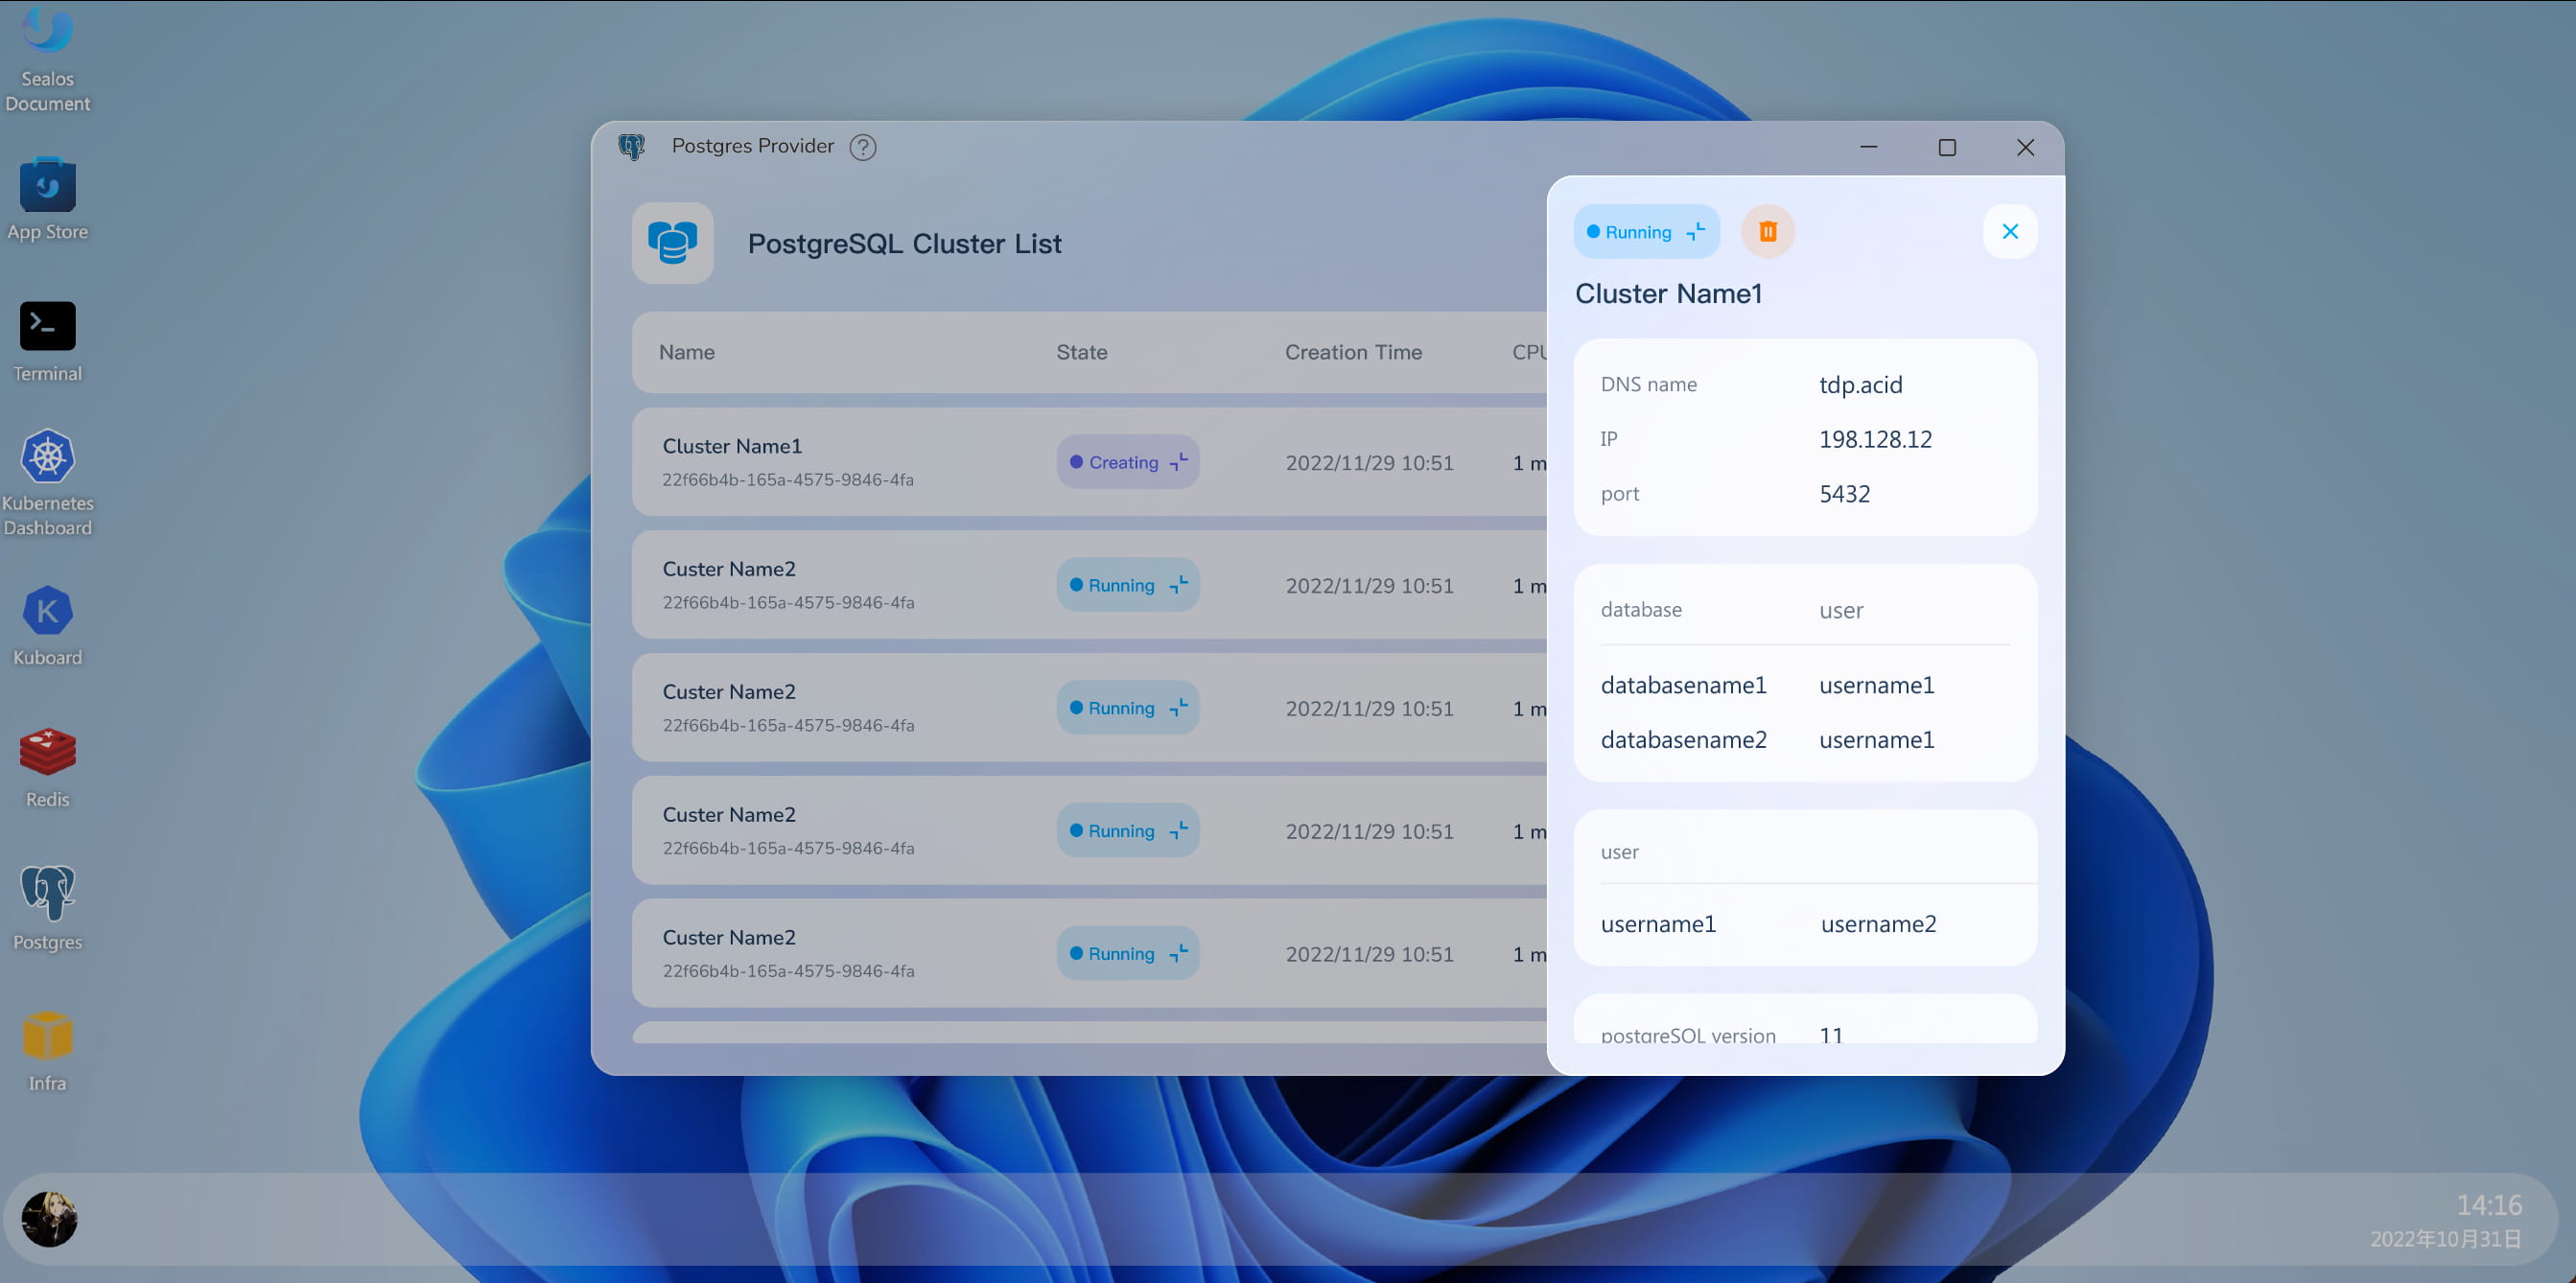 Sealos
Document
App Store
Terminal
Kubernetes
Dashboard
Kuboard
Redis
Postgres
Infra
Postgres Provider ?
PostgreSQL Cluster List
Name State Creation Time CPU
Cluster Name1
22f66b4b-165a-4575-9846-4fa
Creating
2022/11/29 10:51
1 m
Custer Name2
22f66b4b-165a-4575-9846-4fa
Running
2022/11/29 10:51
1 m
Custer Name2
22f66b4b-165a-4575-9846-4fa
Running
2022/11/29 10:51
1 m
Custer Name2
22f66b4b-165a-4575-9846-4fa
Running
2022/11/29 10:51
1 m
Custer Name2
22f66b4b-165a-4575-9846-4fa
Running
2022/11/29 10:51
1 m
Running
Cluster Name1
DNS name tdp.acid
IP 198.128.12
port 5432
database user
databasename1 username1
databasename2 username1
user
username1 username2
postgreSQL version 11
14:16
2022年10月31日